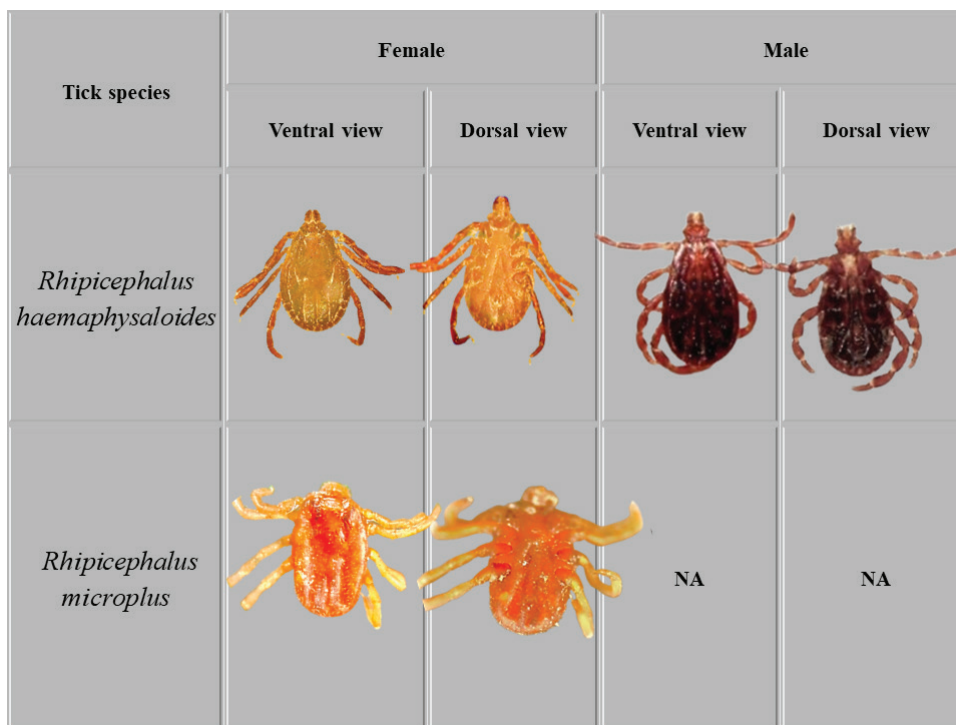 Tick species
Female
Male
Ventral view
Dorsal view
Ventral view
Dorsal view
Rhipicephalus
haemaphysaloides
Rhipicephalus
microplus
NA
NA